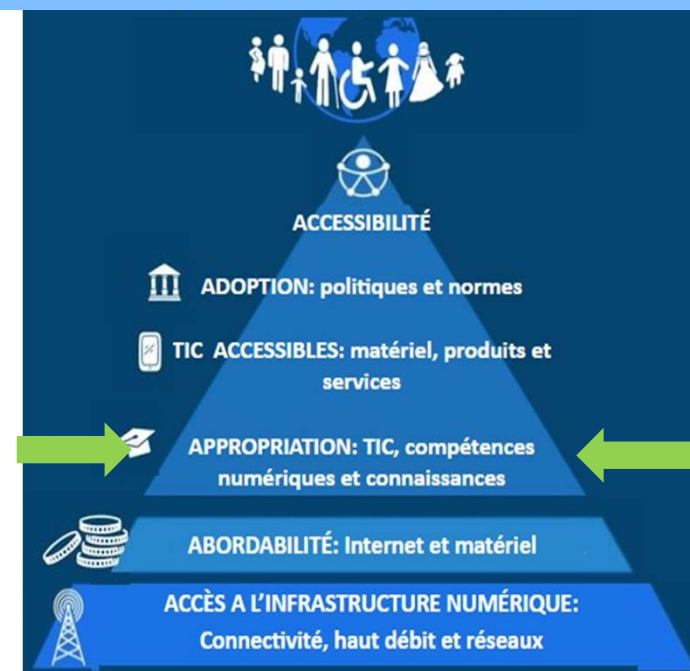 ACCESSIBILITÉ
ADOPTION: politiques et normes
TIC ACCESSIBLES: matériel, produits et
services
APPROPRIATION: TIC, compétences
numériques et connaissances
ABORDABILITÉ: Internet et matériel
ACCÈS A L'INFRASTRUCTURE NUMÉRIQUE:
Connectivité, haut débit et réseaux